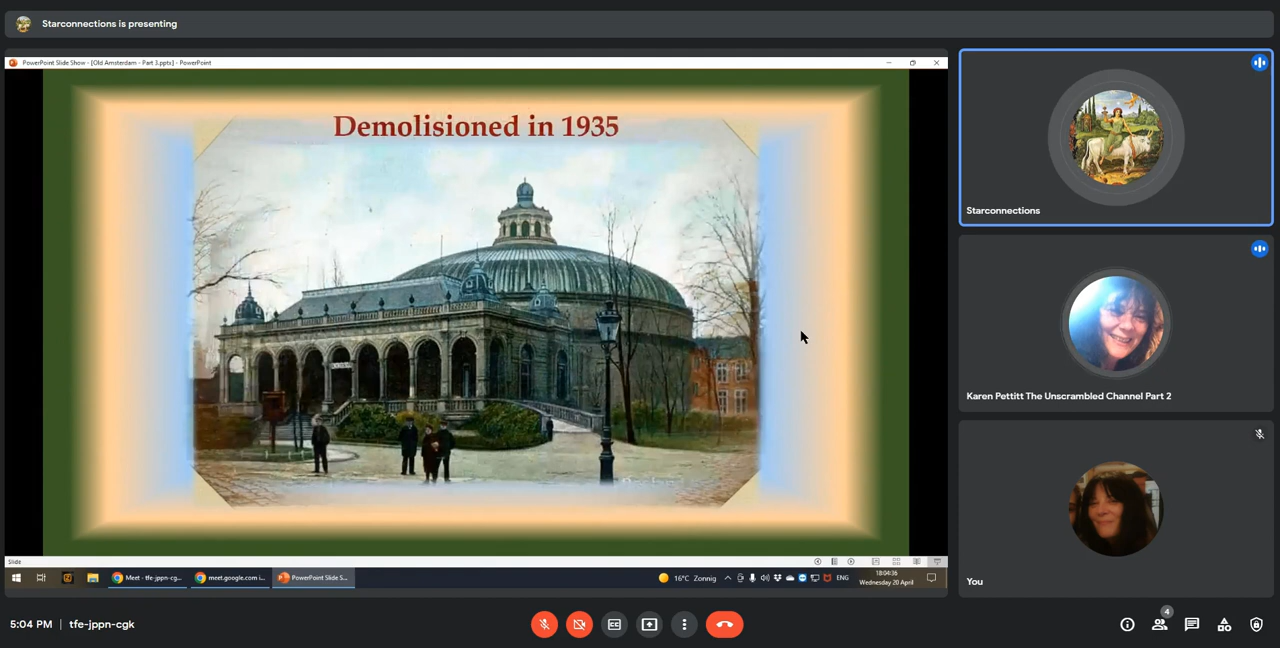 Starconnections is presenting
PowerPoint Slide Show - [Old Amsterdam - Part 3.ppts] - PowerPoint
Demolisioned in 1935
Slide
Meet - tfe-jppn-cg...
meet.google.com i...
PowerPoint Slide S...
16°C Zonnig
ENG
18:04:36
Wednesday 20 April
Starconnections
Karen Pettitt The Unscrambled Channel Part 2
You
5:04 PM | tfe-jppn-cgk
4